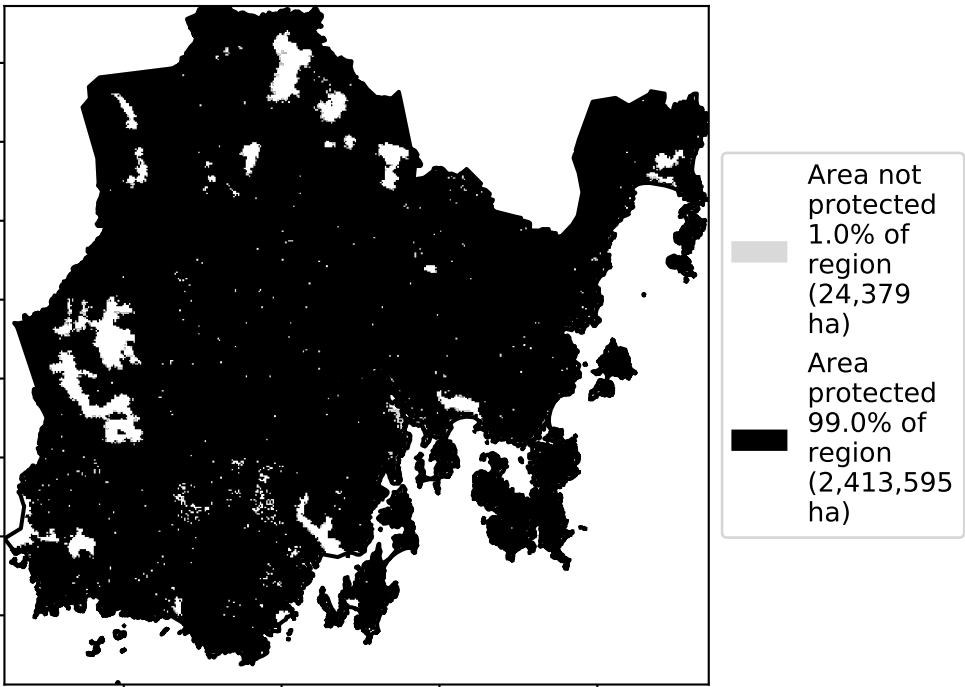 Area not
protected
1.0% of
region
(24,379
ha)
Area
protected
99.0% of
region
(2,413,595
ha)